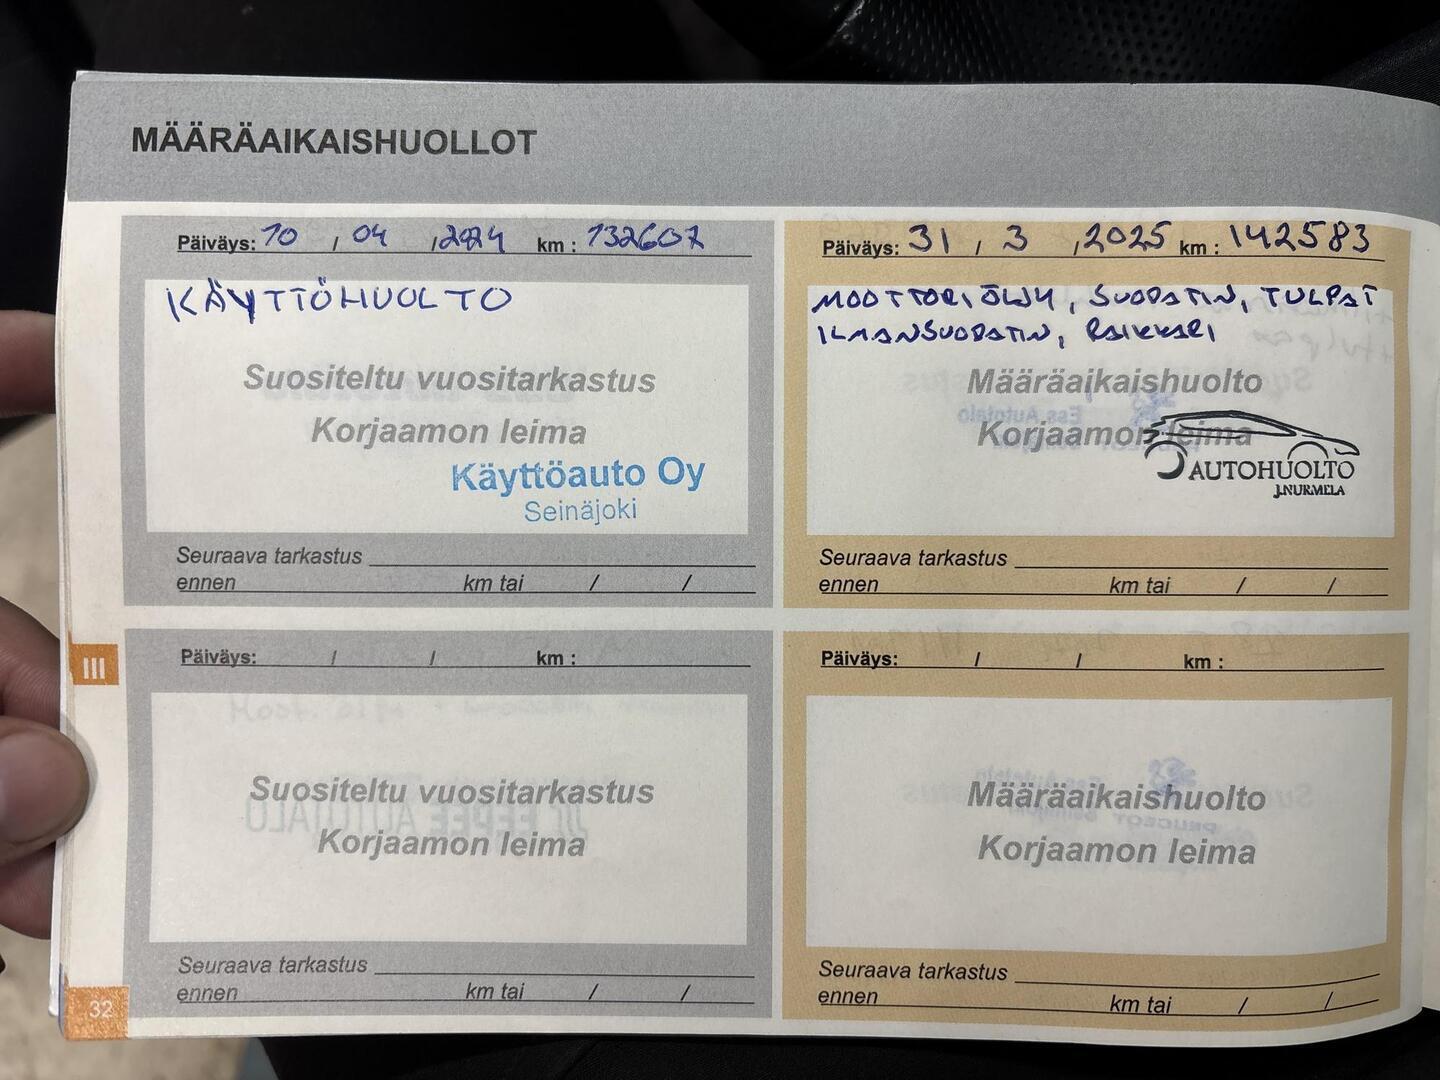 MÄÄRÄAIKAISHUOLLOT
Päiväys: 10 / 04 / 2024 km : 132607
KÄYTTÖHUOLTO
Suositeltu vuositarkastus
Korjaamon leima
Käyttöauto Oy
Seinäjoki
Seuraava tarkastus
ennen km tai / /
Päiväys: 31 / 3 / 2025 km : 142583
MOOTTORIÖLJY, SUODATIN, TULPAT
ILMANSUODATIN, RAIKKARI
Määräaikaishuolto
Korjaamon leima
AUTOHUOLTO
J.NURMELA
Seuraava tarkastus
ennen km tai / /
III
Päiväys: / / km :
Suositeltu vuositarkastus
Korjaamon leima
Seuraava tarkastus
ennen km tai / /
Päiväys: / / km :
Määräaikaishuolto
Korjaamon leima
Seuraava tarkastus
ennen km tai / /
32